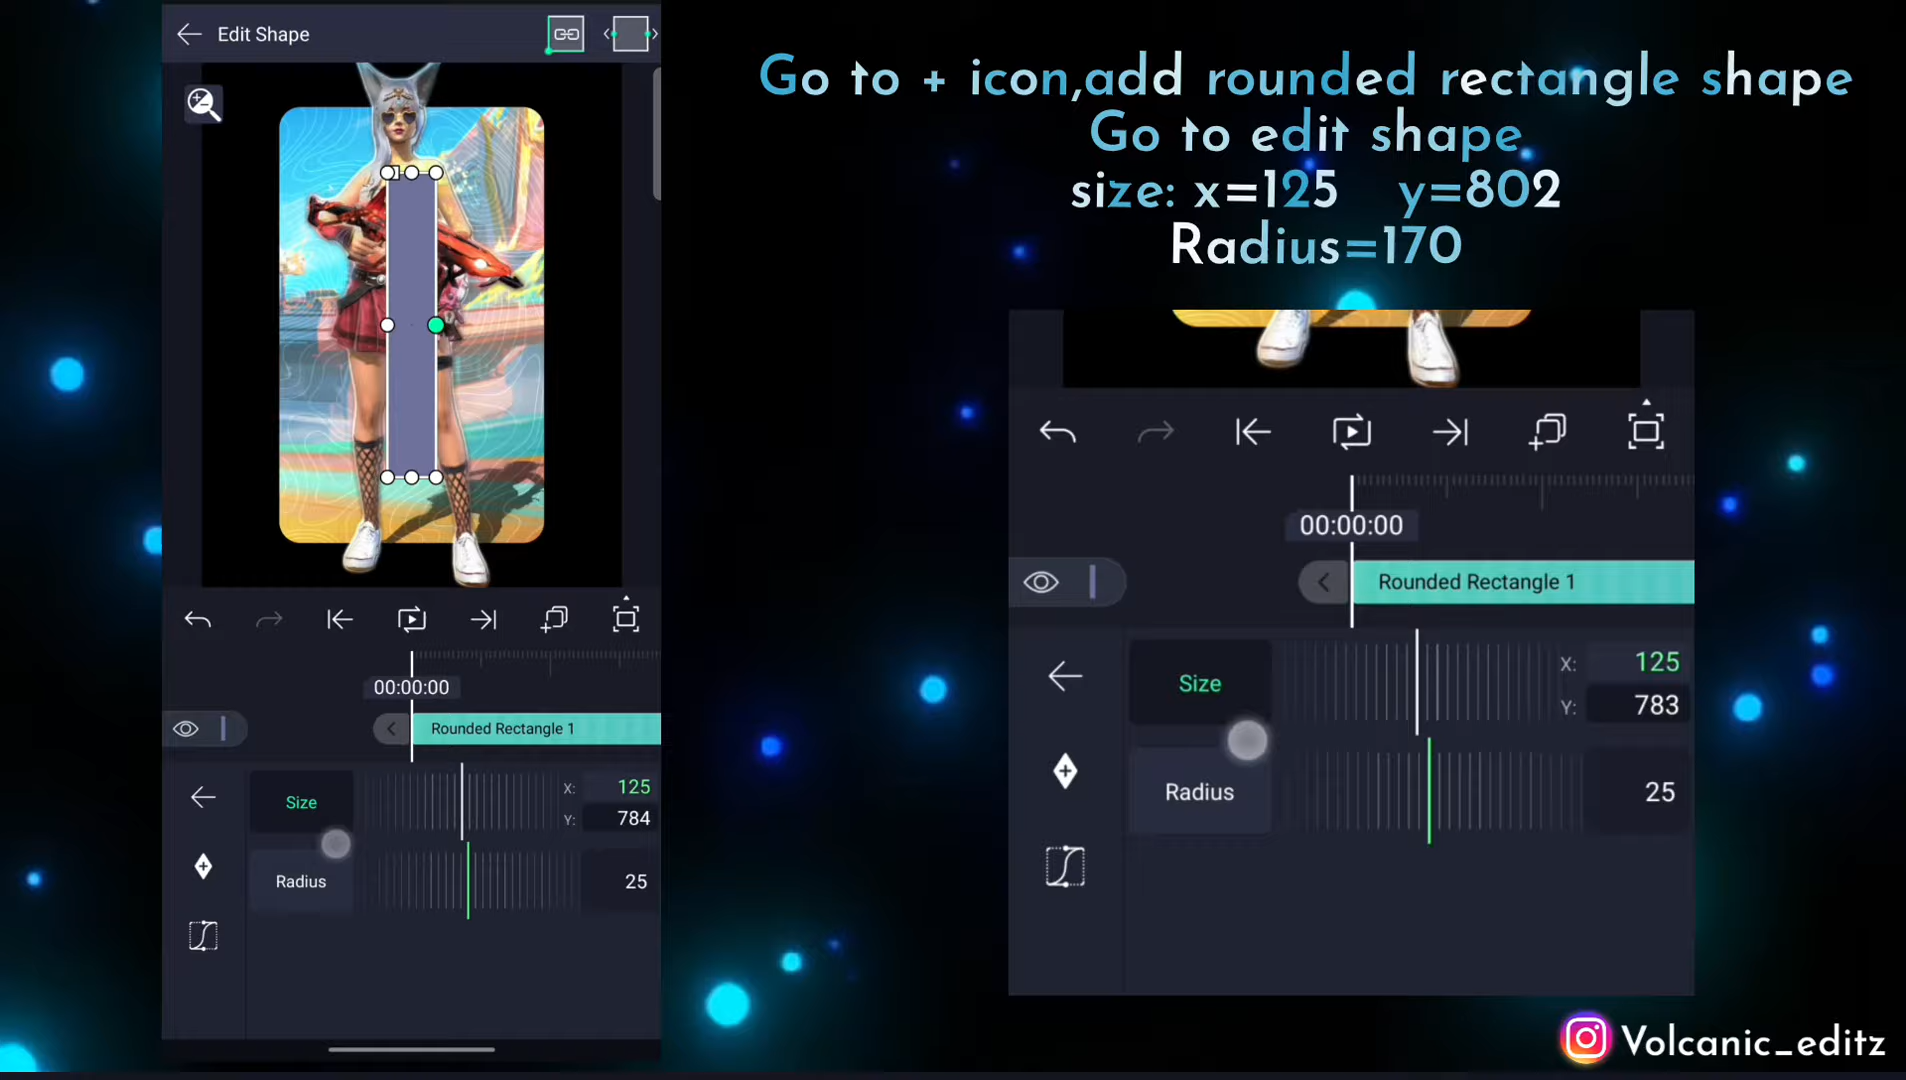 Edit Shape
Go to + icon,add rounded rectangle shape
Go to edit shape
size: x=125 y=802
Radius=170
00:00:00
Rounded Rectangle 1
Size
X: 125
Y: 784
Radius
25
00:00:00
Rounded Rectangle 1
Size
X: 125
Y: 783
Radius
25
Volcanic_editz